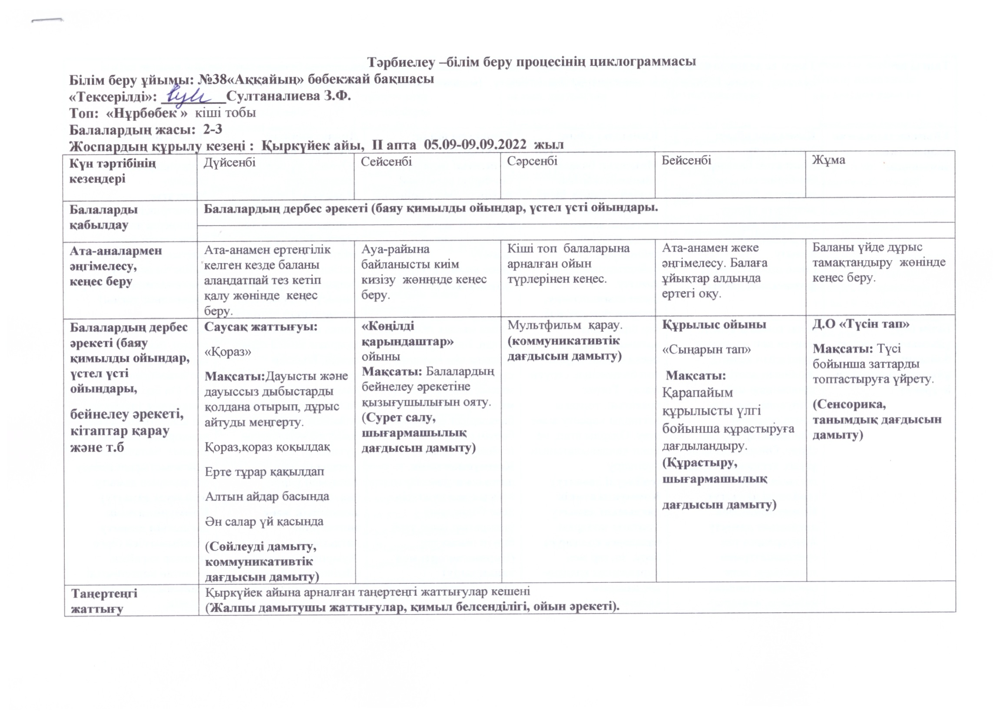 Тәрбиелеу –білім беру процесінің циклограммасы
Білім беру ұйымы: №38«Аққайың» бөбекжай бақшасы
«Тексерілді»: Султаналиева З.Ф.
Топ: «Нұрбөбек » кіші тобы
Балалардың жасы: 2-3
Жоспардың құрылу кезеңі : Қыркүйек айы, II апта 05.09-09.09.2022 жыл
Күн тәртібінің
кезеңдері
Дүйсенбі
Сейсенбі
Сәрсенбі
Бейсенбі
Жұма
Балаларды
қабылдау
Балалардың дербес әрекеті (баяу қимылды ойындар, үстел үсті ойындары.
Ата-аналармен
әңгімелесу,
кеңес беру
Ата-анамен ертеңгілік
келген кезде баланы
алаңдатпай тез кетіп
қалу жөнінде кеңес
беру.
Ауа-райына
байланысты киім
кизізу жөнңнде кеңес
беру.
Кіші топ балаларына
арналған ойын
түрлерінен кеңес.
Ата-анамен жеке
әңгімелесу. Балаға
ұйықтар алдында
ертегі оқу.
Баланы үйде дұрыс
тамақтандыру жөнінде
кеңес беру.
Балалардың дербес
әрекеті (баяу
қимылды ойындар,
үстел үсті
ойындары,
бейнелеу әрекеті,
кітаптар қарау
және т.б
Саусақ жаттығуы:
«Қораз»
Мақсаты:Дауысты және
дауыссыз дыбыстарды
қолдана отырып, дұрыс
айтуды меңгерту.
Қораз,қораз қоқылдақ
Ерте тұрар қақылдап
Алтын айдар басында
Ән салар үй қасында
(Сөйлеуді дамыту,
коммуникативтік
дағдысын дамыту)
«Көңілді
қарындаштар»
ойыны
Мақсаты: Балалардың
бейнелеу әрекетіне
қызығушылығын ояту.
(Сурет салу,
шығармашылық
дағдысын дамыту)
Мультфильм қарау.
(коммуникативтік
дағдысын дамыту)
Құрылыс ойыны
«Сыңарын тап»
Мақсаты:
Қарапайым
құрылысты үлгі
бойынша құрастыруға
дағдыландыру.
(Құрастыру,
шығармашылық
дағдысын дамыту)
Д.О «Түсін тап»
Мақсаты: Түсі
бойынша заттарды
топтастыруға үйрету.
(Сенсорика,
танымдық дағдысын
дамыту)
Таңертеңгі
жаттығу
Қыркүйек айына арналған таңертеңгі жаттығулар кешені
(Жалпы дамытушы жаттығулар, қимыл белсенділігі, ойын әрекеті).